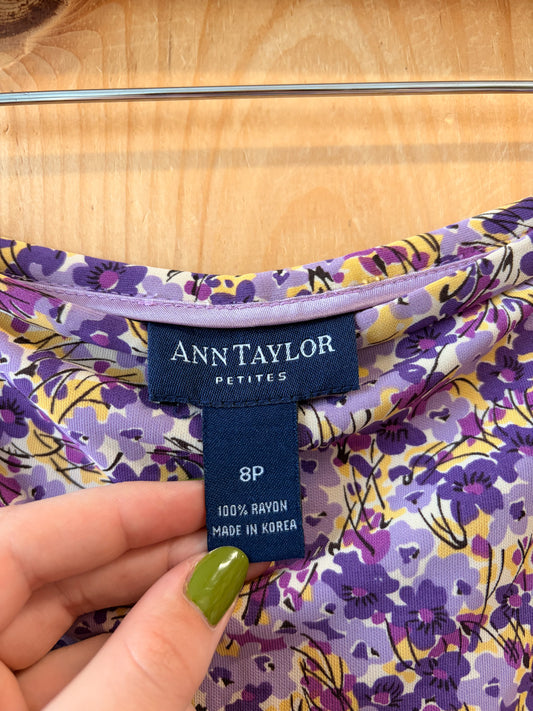 ANN TAYLOR
PETITES
8P
100% RAYON
MADE IN KOREA